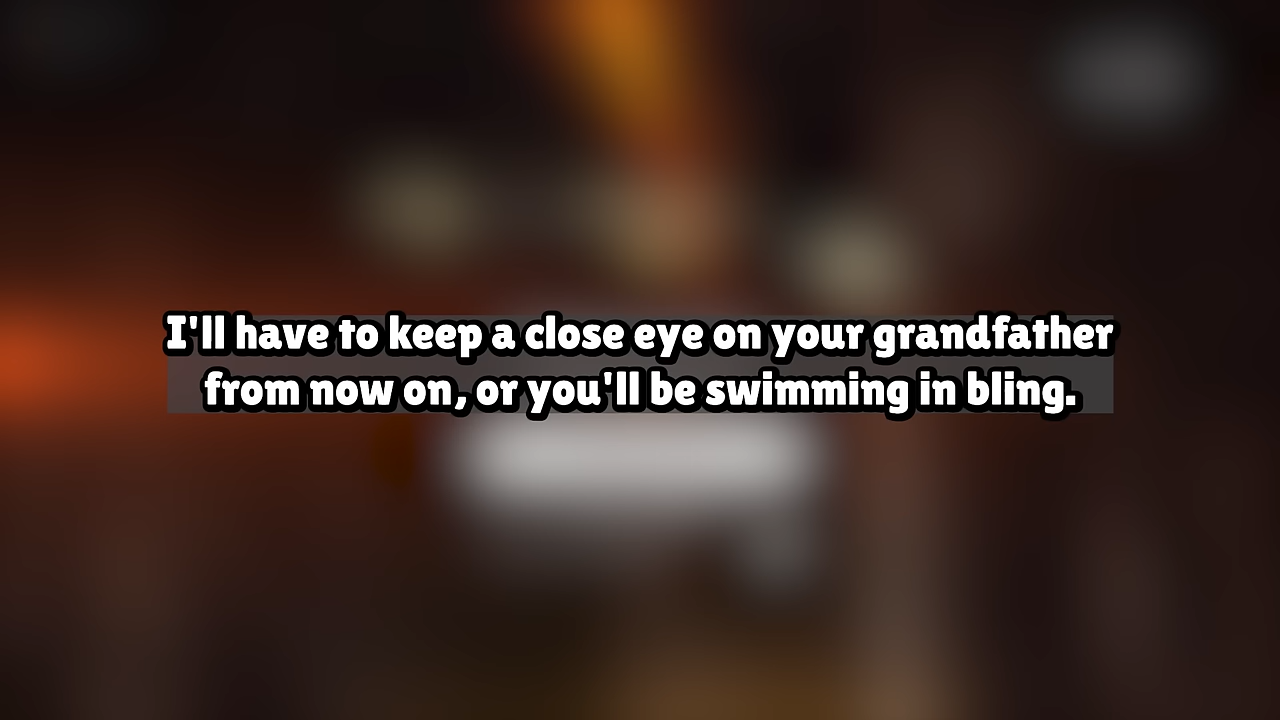 I'll have to keep a close eye on your grandfather
from now on, or you'll be swimming in bling.